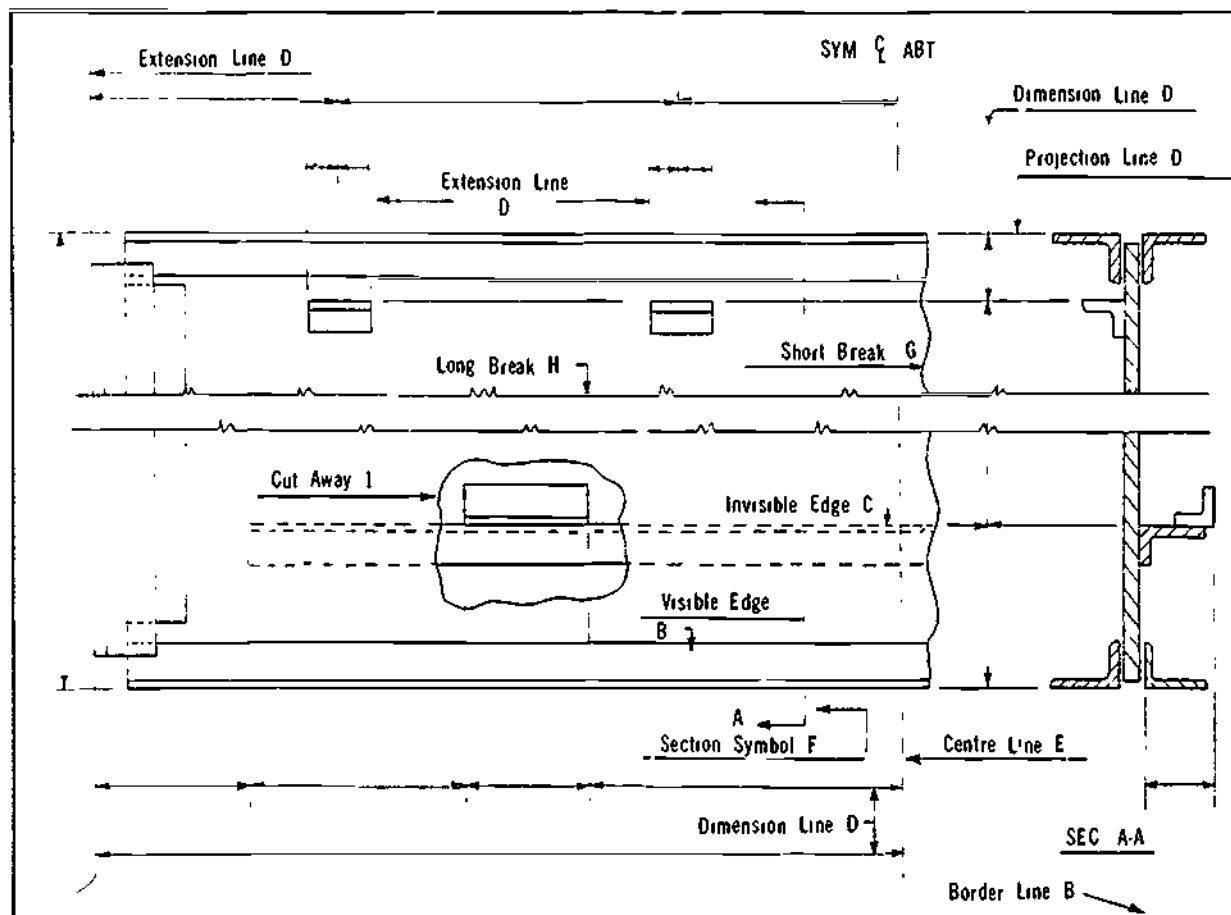 SYM ℄ ABT
Extension Line D
Dimension Line D
Projection Line D
Extension Line
D
Short Break G
Long Break H
Cut Away 1
Invisible Edge C
Visible Edge
B
A
Section Symbol F
Centre Line E
Dimension Line D
SEC A-A
Border Line B